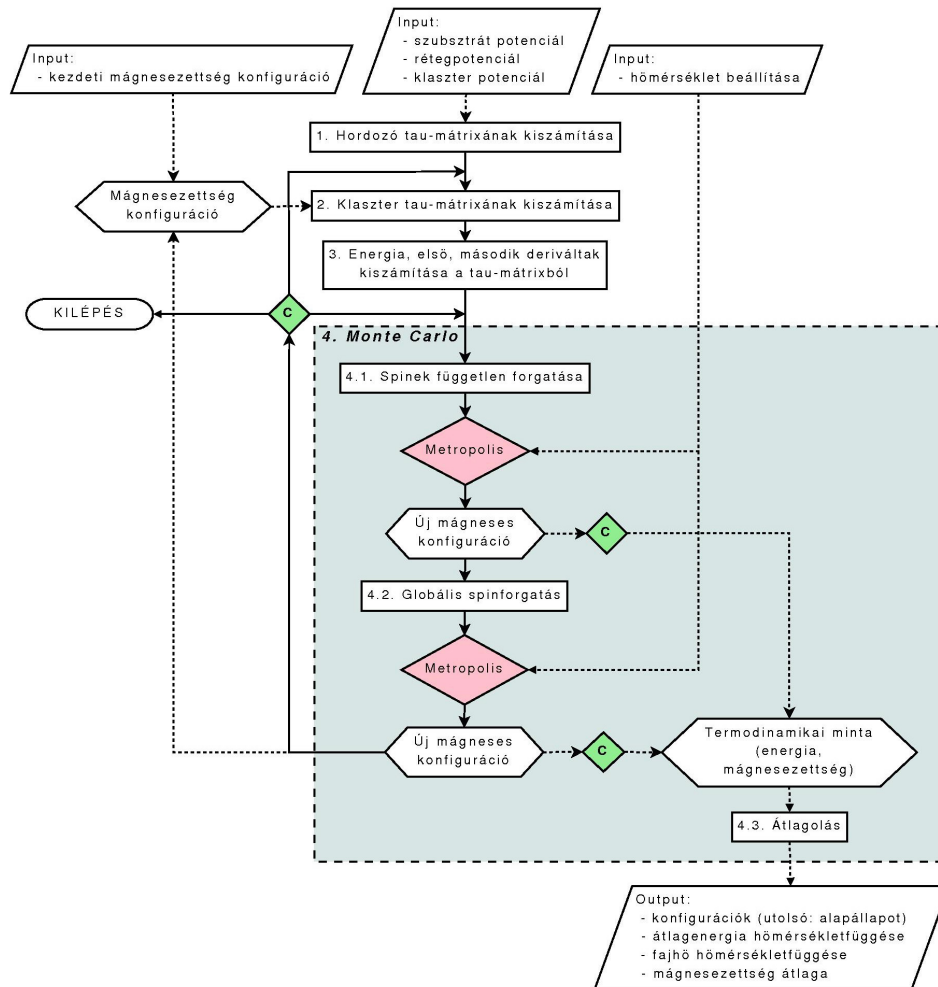 Input:
- szubsztrát potenciál
- rétegpotenciál
- klaszter potenciál
Input:
- kezdeti mágnesezettség konfiguráció
Input:
- hömérséklet beállítása
1. Hordozó tau-mátrixának kiszámítása
Mágnesezettség
konfiguráció
2. Klaszter tau-mátrixának kiszámítása
3. Energia, elsö, második deriváltak
kiszámítása a tau-mátrixból
KILÉPÉS
C
4. Monte Carlo
4.1. Spinek független forgatása
Metropolis
Új mágneses
konfiguráció
C
4.2. Globális spinforgatás
Metropolis
Új mágneses
konfiguráció
C
Termodinamikai minta
(energia,
mágnesezettség)
4.3. Átlagolás
Output:
- konfigurációk (utolsó: alapállapot)
- átlagenergia hömérsékletfüggése
- fajhö hömérsékletfüggése
- mágnesezettség átlaga